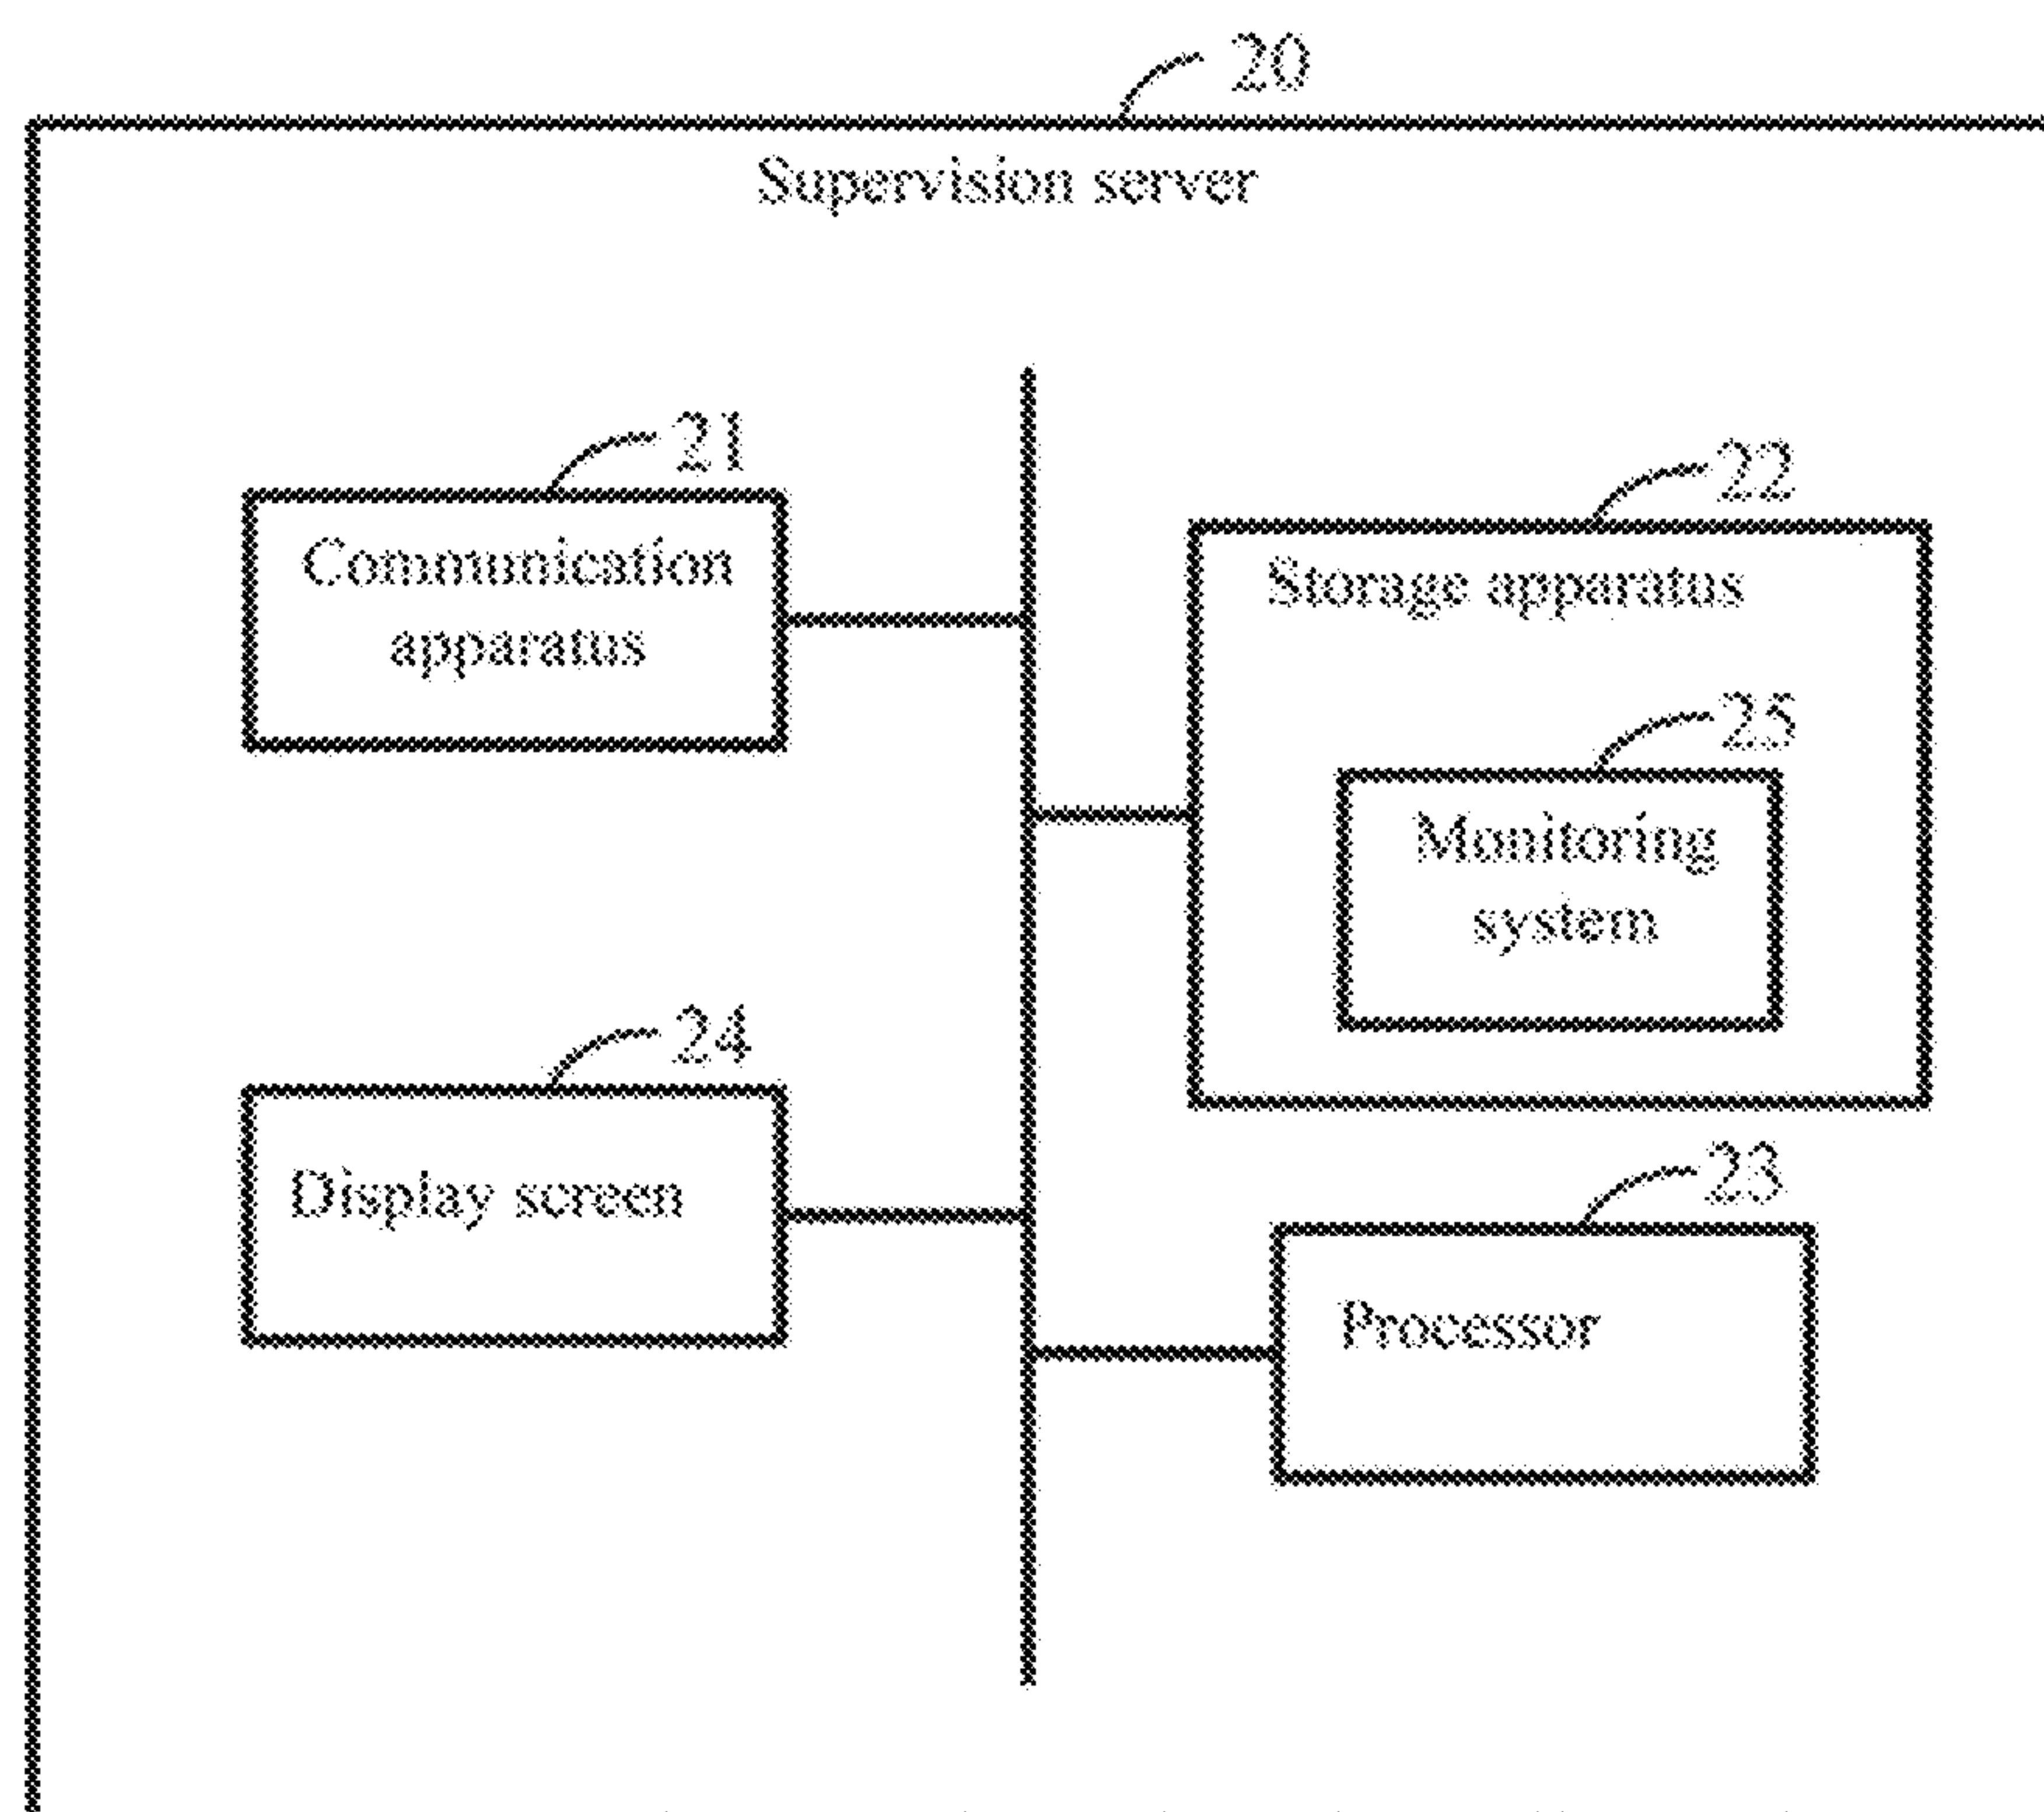 20
Supervision server
21
Communication
apparatus
22
Storage apparatus
25
Monitoring
system
24
Display screen
23
Processor